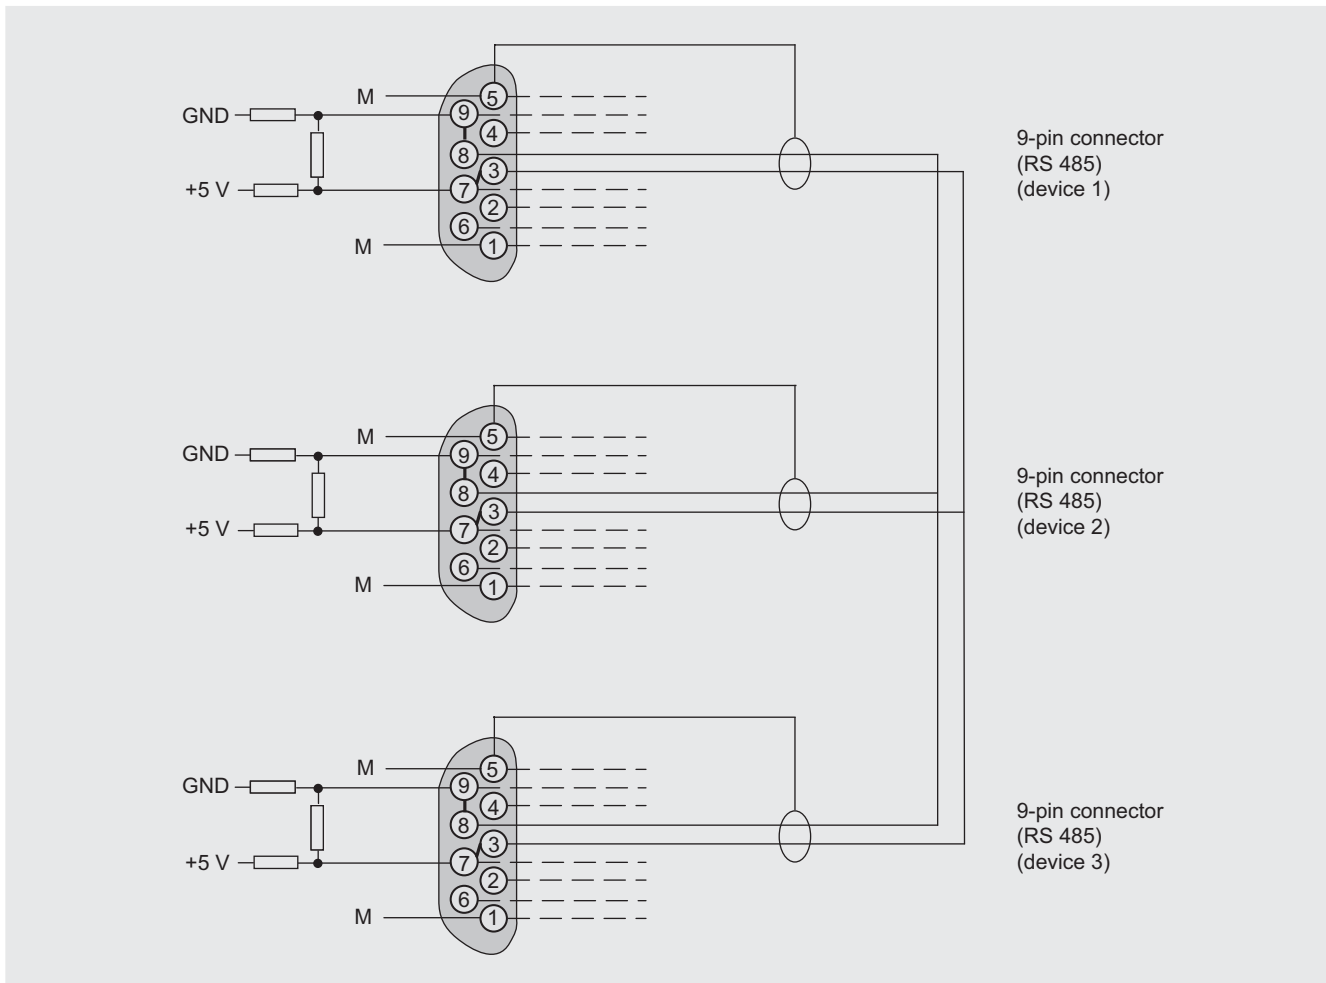 M
5
GND
9
4
8
3
+5 V
7
2
6
M
1
9-pin connector
(RS 485)
(device 1)
M
5
GND
9
4
8
3
+5 V
7
2
6
M
1
9-pin connector
(RS 485)
(device 2)
M
5
GND
9
4
8
3
+5 V
7
2
6
M
1
9-pin connector
(RS 485)
(device 3)